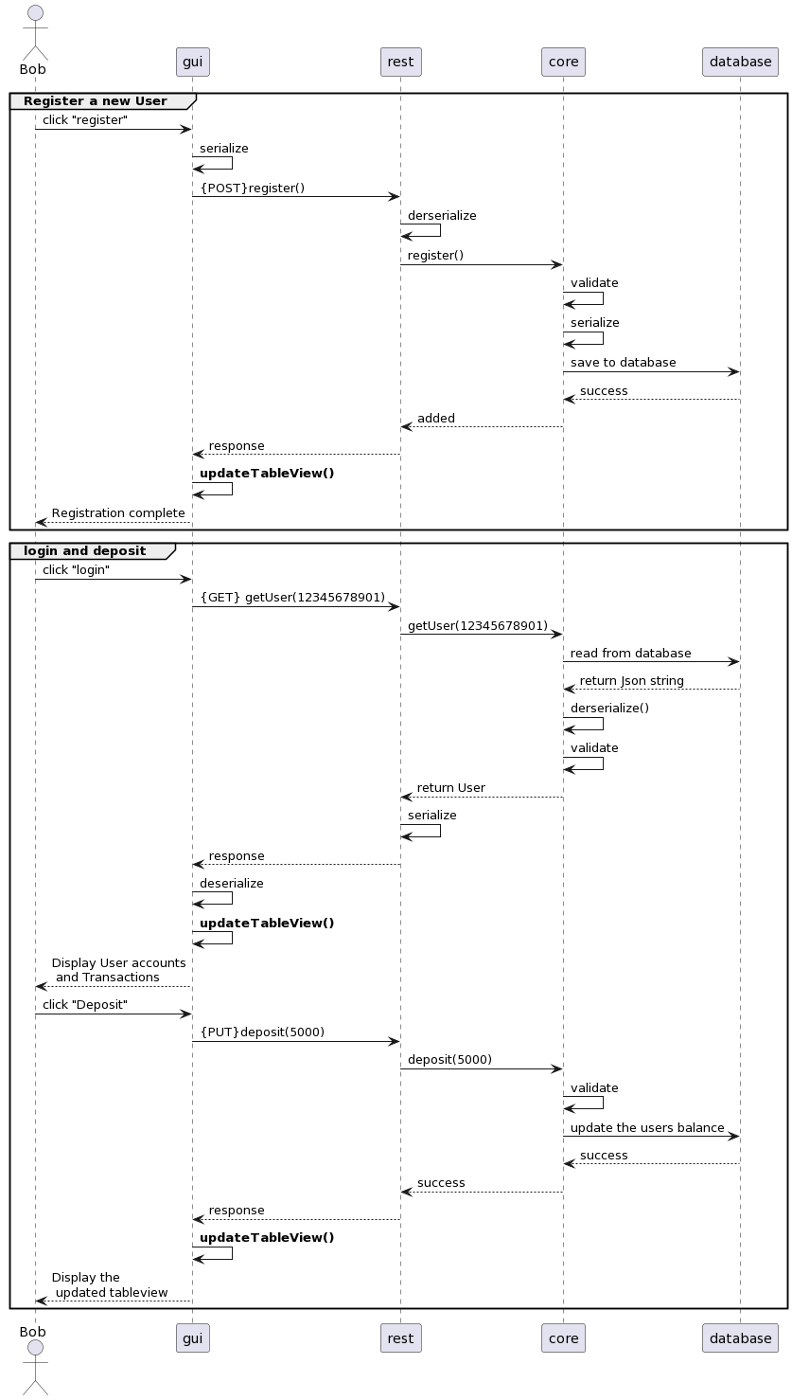 Bob
gui
rest
core
database
Register a new User
click "register"
serialize
{POST}register()
derserialize
register()
validate
serialize
save to database
success
added
response
updateTableView()
Registration complete
login and deposit
click "login"
{GET} getUser(12345678901)
getUser(12345678901)
read from database
return Json string
derserialize()
validate
return User
serialize
response
deserialize
updateTableView()
Display User accounts
and Transactions
click "Deposit"
{PUT}deposit(5000)
deposit(5000)
validate
update the users balance
success
success
response
updateTableView()
Display the
updated tableview
Bob
gui
rest
core
database